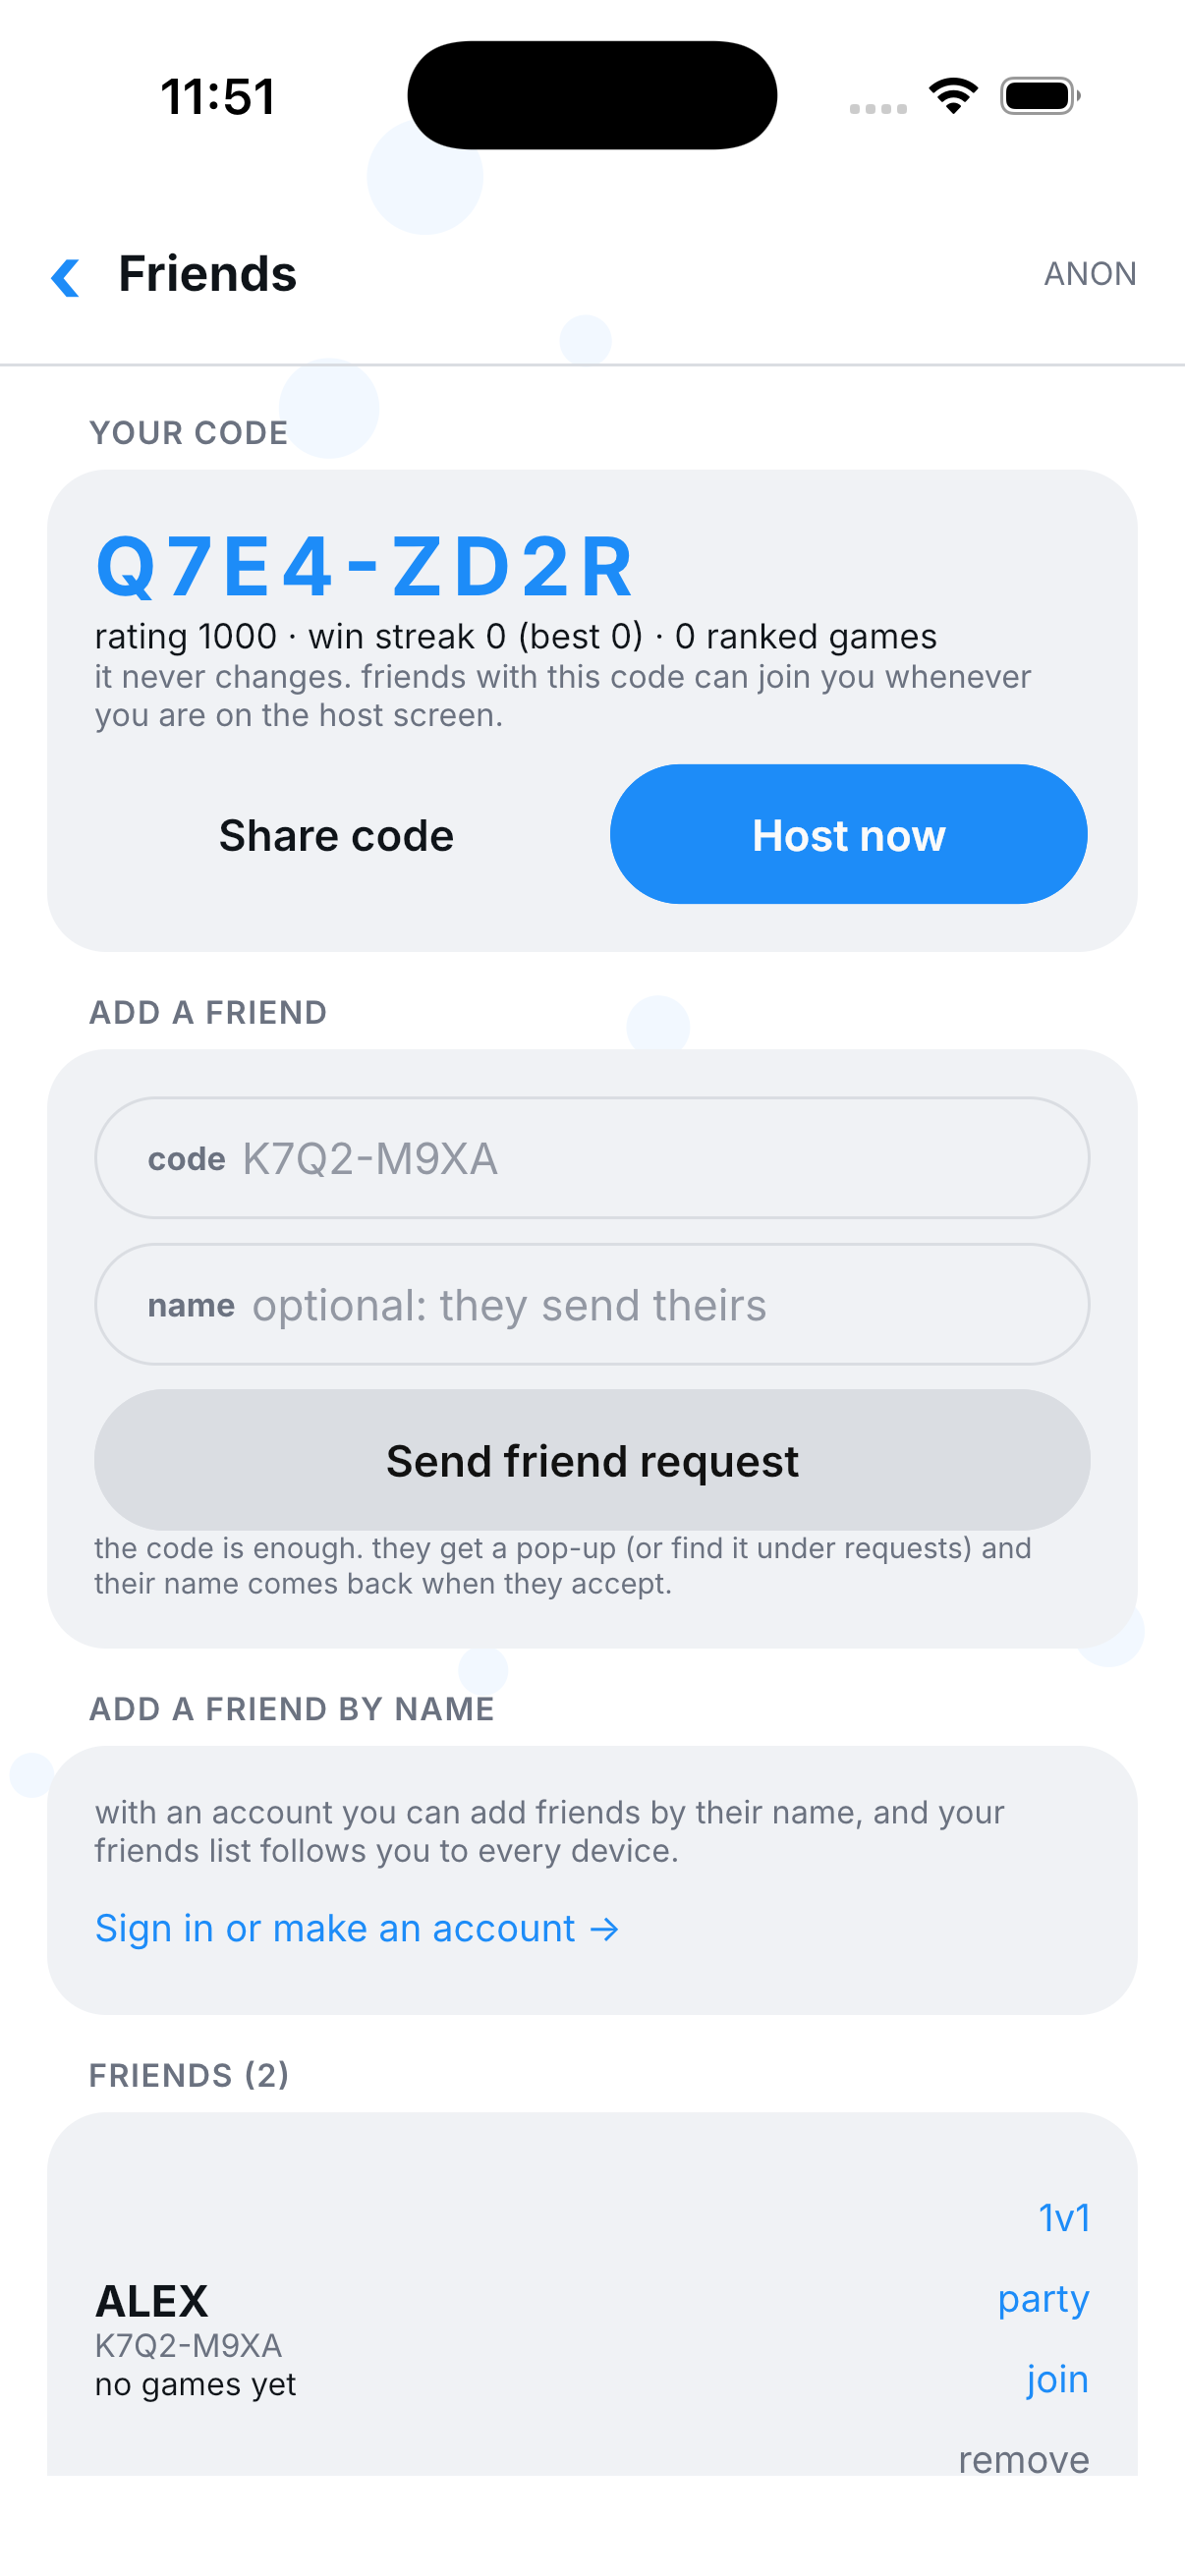 11:51
‹ Friends
ANON
YOUR CODE
Q7E4-ZD2R
rating 1000 · win streak 0 (best 0) · 0 ranked games
it never changes. friends with this code can join you whenever
you are on the host screen.
Share code
Host now
ADD A FRIEND
code K7Q2-M9XA
name optional: they send theirs
Send friend request
the code is enough. they get a pop-up (or find it under requests) and
their name comes back when they accept.
ADD A FRIEND BY NAME
with an account you can add friends by their name, and your
friends list follows you to every device.
Sign in or make an account →
FRIENDS (2)
ALEX
K7Q2-M9XA
no games yet
1v1
party
join
remove